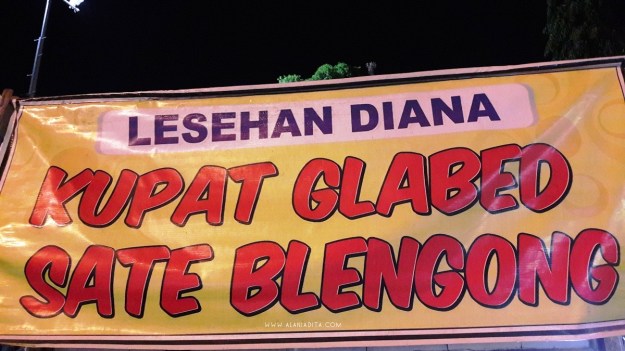 LESEHAN DIANA
KUPAT GLABED
SATE BLENGONG
WWW.ALARIADITA.COM